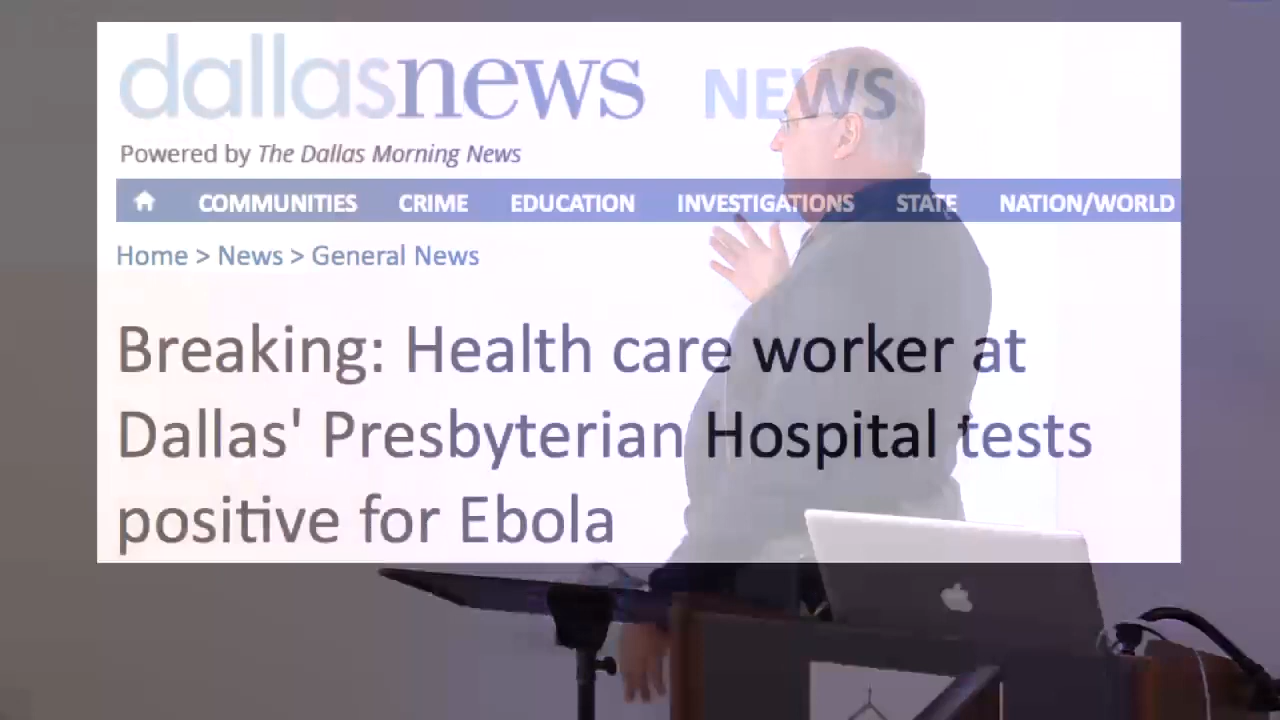 dallasnews NEWS
Powered by The Dallas Morning News
COMMUNITIES CRIME EDUCATION INVESTIGATIONS STATE NATION/WORLD
Home > News > General News
Breaking: Health care worker at
Dallas' Presbyterian Hospital tests
positive for Ebola